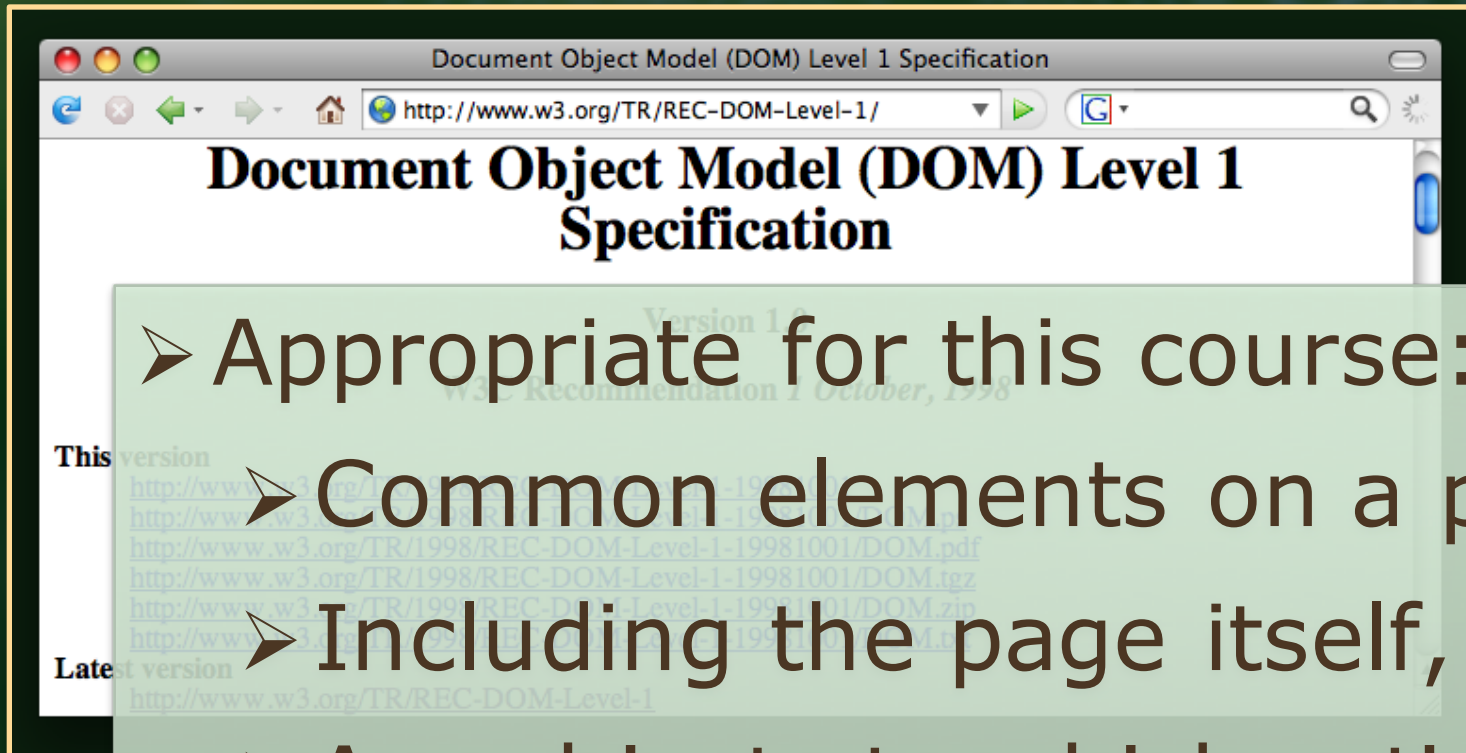 Document Object Model (DOM) Level 1 Specification
http://www.w3.org/TR/REC-DOM-Level-1/
G
Document Object Model (DOM) Level 1
Specification
Version 1.0
➢Appropriate for this course:
W3C Recommendation 1 October, 1998
This version
➢Common elements on a
http://www.w3.org/TR/1998/REC-DOM-Level-1-19981001/DOM.pdf
http://www.w3.org/TR/1998/REC-DOM-Level-1-19981001/DOM.tgz
http://www.w3.org/TR/1998/REC-DOM-Level-1-19981001/DOM.zip
➢Including the page itself,
Latest version
http://www.w3.org/TR/REC-DOM-Level-1